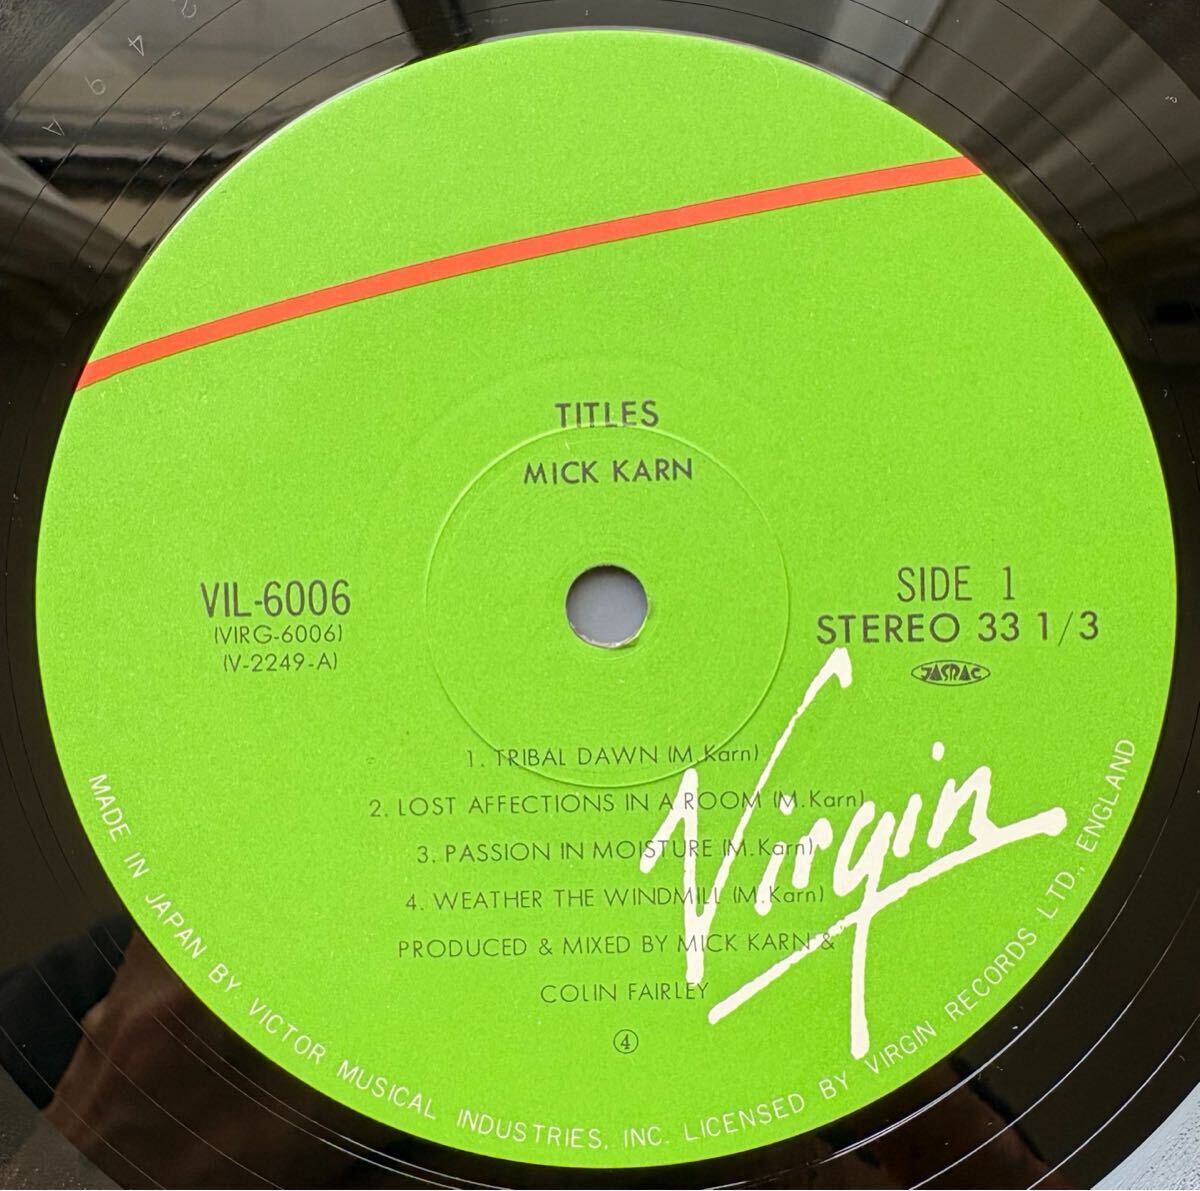 TITLES
MICK KARN
VIL-6006
(VIRG-6006)
(V-2249-A)
SIDE 1
STEREO 33 1/3
JASRAC
1. TRIBAL DAWN (M.Karn)
2. LOST AFFECTIONS IN A ROOM (M.Karn)
3. PASSION IN MOISTURE (M.Karn)
4. WEATHER THE WINDMILL (M.Karn)
PRODUCED & MIXED BY MICK KARN &
COLIN FAIRLEY
④
Virgin
MADE IN JAPAN BY VICTOR MUSICAL INDUSTRIES, INC. LICENSED BY VIRGIN RECORDS LTD., ENGLAND